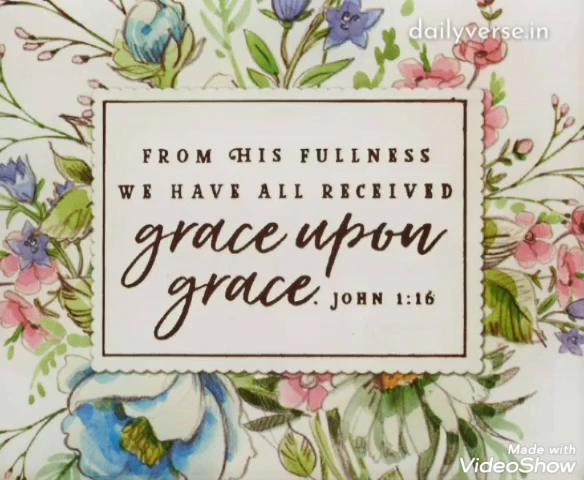 dailyverse.in
FROM HIS FULLNESS
WE HAVE ALL RECEIVED
grace upon
grace. JOHN 1:16
Made with
VideoShow